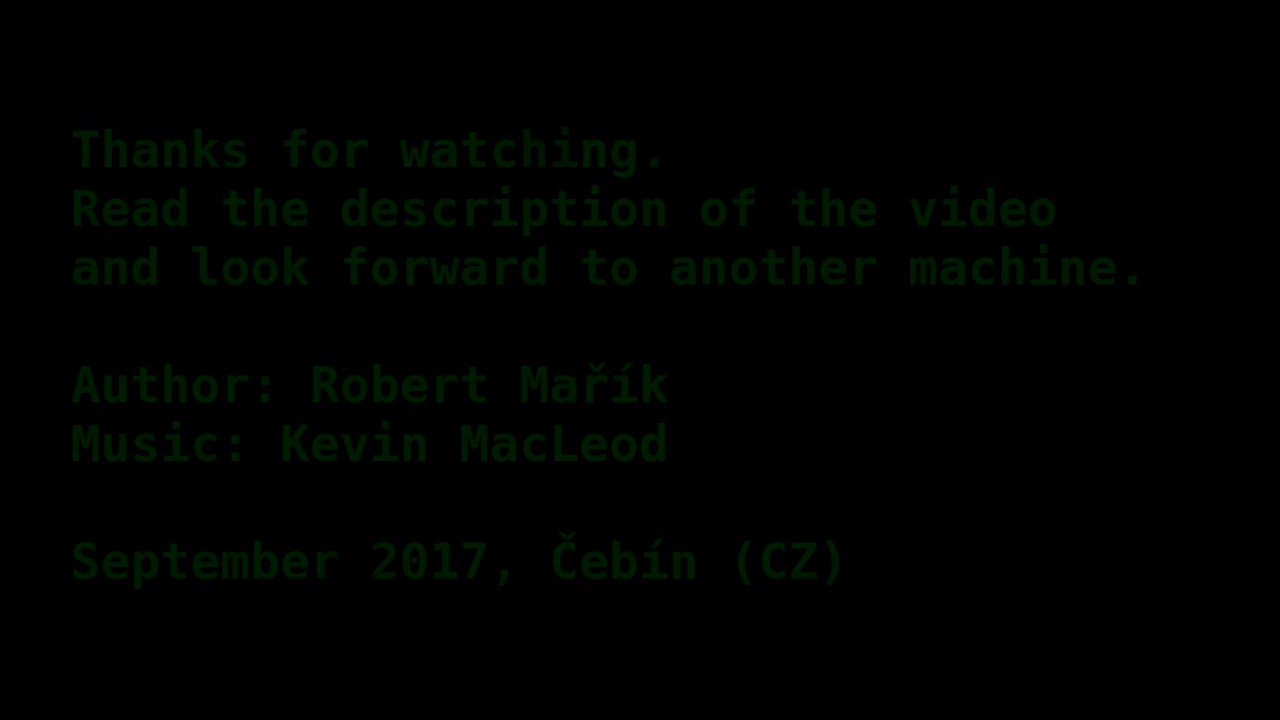 Thanks for watching.
Read the description of the video
and look forward to another machine.
Author: Robert Mařík
Music: Kevin MacLeod
September 2017, Čebín (CZ)